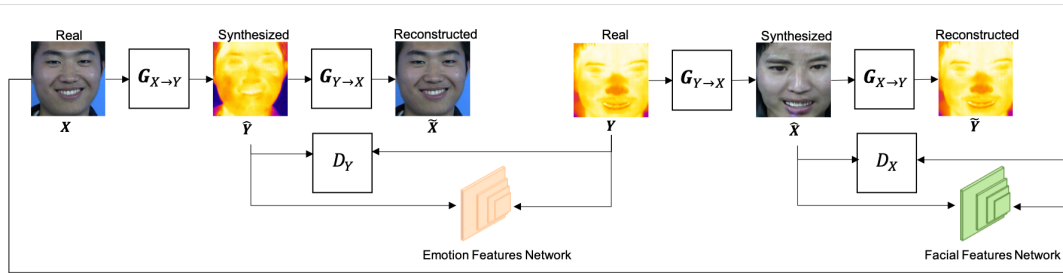 Real Synthesized Reconstructed Real Synthesized Reconstructed
G_{X→Y} G_{Y→X} G_{Y→X} G_{X→Y}
X Ŷ X̃ Y X̂ Ỹ
D_Y D_X
Emotion Features Network Facial Features Network